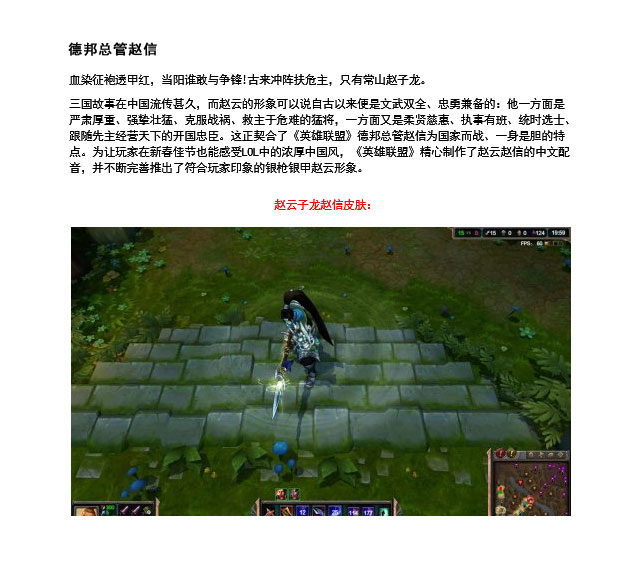 德邦总管赵信
血染征袍透甲红，当阳谁敢与争锋!古来冲阵扶危主，只有常山赵子龙。
三国故事在中国流传甚久，而赵云的形象可以说自古以来便是文武双全、忠勇兼备的：他一方面是
严肃厚重、强挚壮猛、克服战祸、救主于危难的猛将，一方面又是柔贤慈惠、执事有班、统时选士、
跟随先主经营天下的开国忠臣。这正契合了《英雄联盟》德邦总管赵信为国家而战、一身是胆的特
点。为让玩家在新春佳节也能感受LOL中的浓厚中国风，《英雄联盟》精心制作了赵云赵信的中文配
音，并不断完善推出了符合玩家印象的银枪银甲赵云形象。
赵云子龙赵信皮肤：
15 0 0 124 19:59
FPS: 60